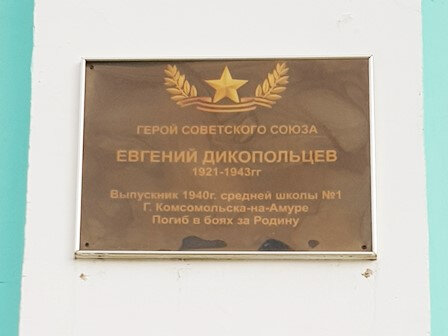 ГЕРОЙ СОВЕТСКОГО СОЮЗА
ЕВГЕНИЙ ДИКОПОЛЬЦЕВ
1921-1943гг
Выпускник 1940г. средней школы №1
Г. Комсомольска-на-Амуре
Погиб в боях за Родину